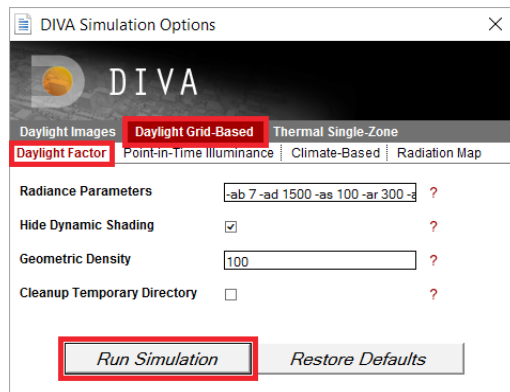 DIVA Simulation Options
DIVA
Daylight Images Daylight Grid-Based Thermal Single-Zone
Daylight Factor Point-in-Time Illuminance Climate-Based Radiation Map
Radiance Parameters -ab 7 -ad 1500 -as 100 -ar 300 -a ?
Hide Dynamic Shading ?
Geometric Density 100 ?
Cleanup Temporary Directory ?
Run Simulation Restore Defaults